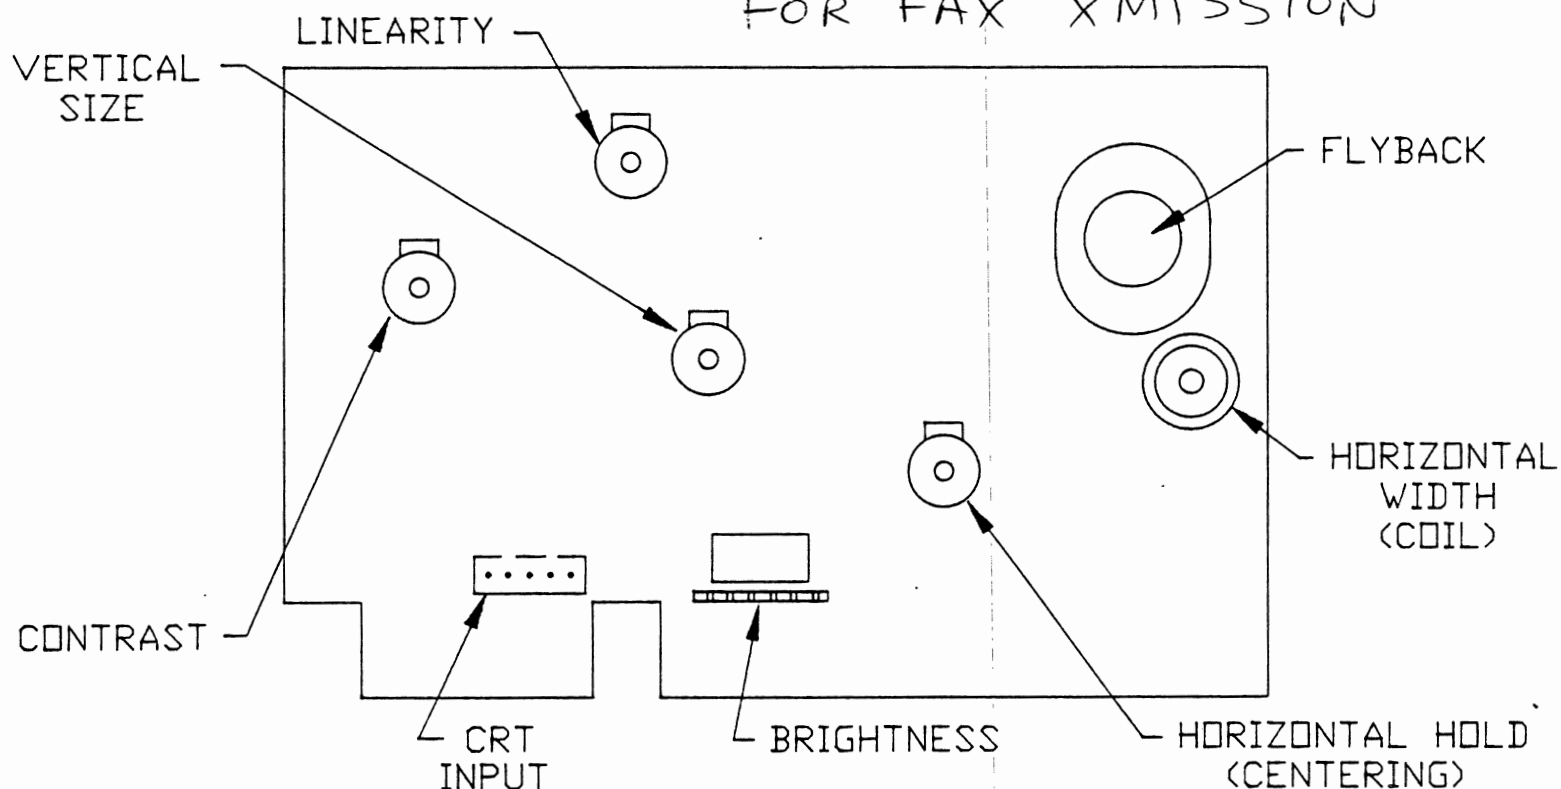 FOR FAX XMISSION
LINEARITY
VERTICAL
SIZE
FLYBACK
HORIZONTAL
WIDTH
(COIL)
CONTRAST
CRT
INPUT
BRIGHTNESS
HORIZONTAL HOLD
(CENTERING)